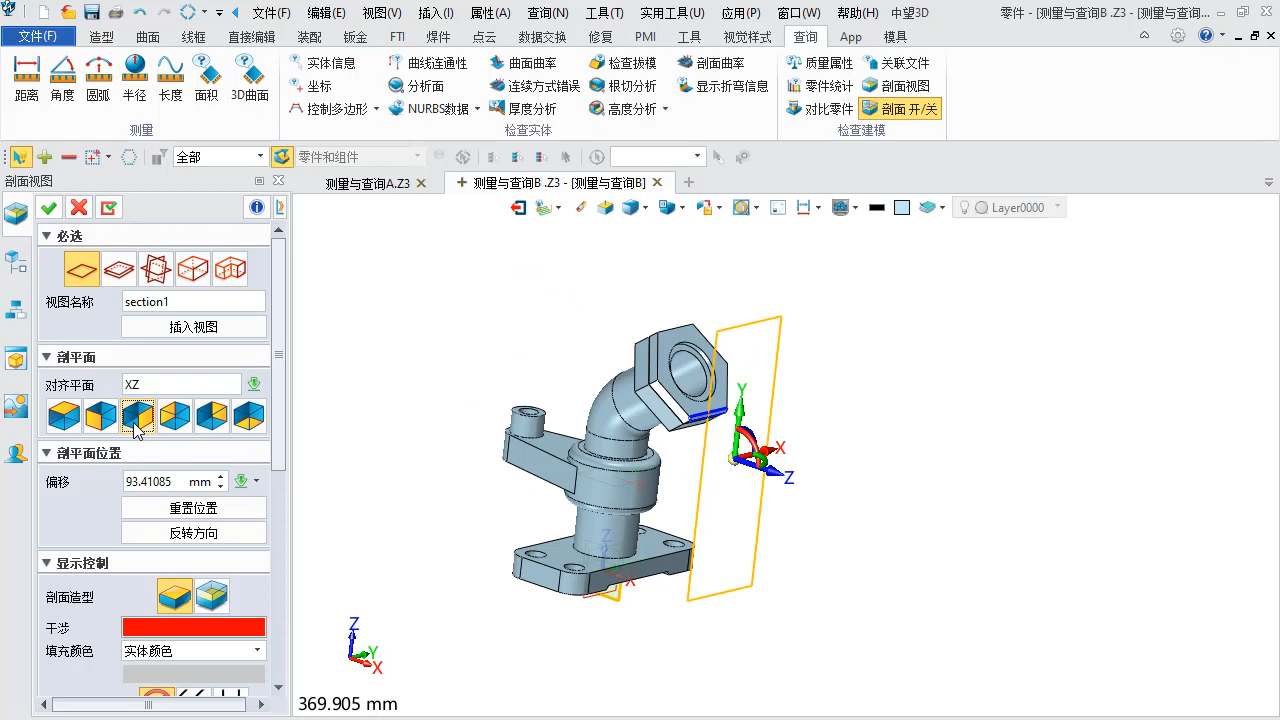 文件(F) 编辑(E) 视图(V) 插入(I) 属性(A) 查询(N) 工具(T) 实用工具(U) 应用(P) 窗口(W) 帮助(H) 中望3D 零件 - [测量与查询B .Z3 - [测量与查询...
文件(F) 造型 曲面 线框 直接编辑 装配 钣金 FTI 焊件 点云 数据交换 修复 PMI 工具 视觉样式 查询 App 模具
实体信息 曲线连通性 曲面曲率 检查拔模 剖面曲率 质量属性 关联文件
坐标 分析面 连续方式错误 根切分析 显示折弯信息 零件统计 剖面视图
距离 角度 圆弧 半径 长度 面积 3D曲面
控制多边形 NURBS数据 厚度分析 高度分析 对比零件 剖面 开/关
测量 检查实体 检查建模
全部 零件和组件
剖面视图 测量与查询A.Z3 测量与查询B .Z3 - [测量与查询B]
Layer0000
必选
视图名称 section1
插入视图
剖平面
对齐平面 XZ
剖平面位置
偏移 93.41085 mm
重置位置
反转方向
显示控制
剖面造型
干涉
填充颜色 实体颜色
Y
X
Z
Z
X
Z
Y
X
369.905 mm